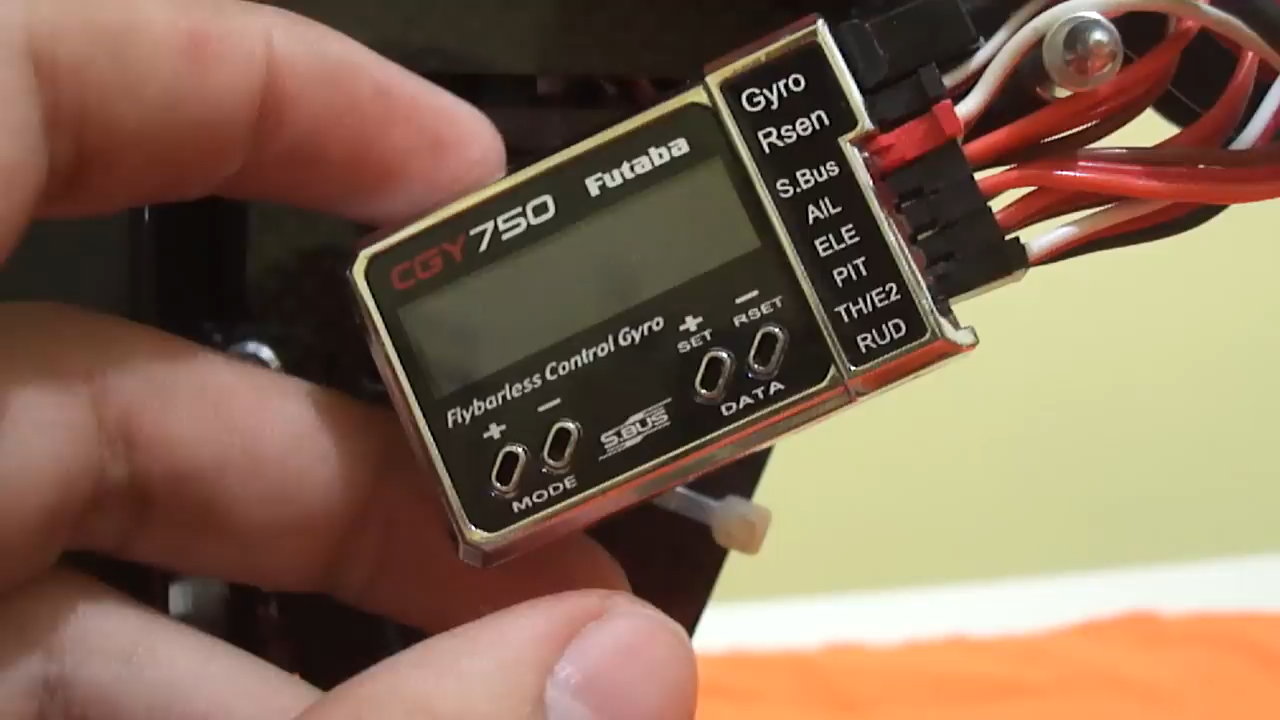 CGY750 Futaba
Flybarless Control Gyro
+ − + −
SET RSET
MODE S.BUS DATA
Gyro
Rsen
S.Bus
AIL
ELE
PIT
TH/E2
RUD